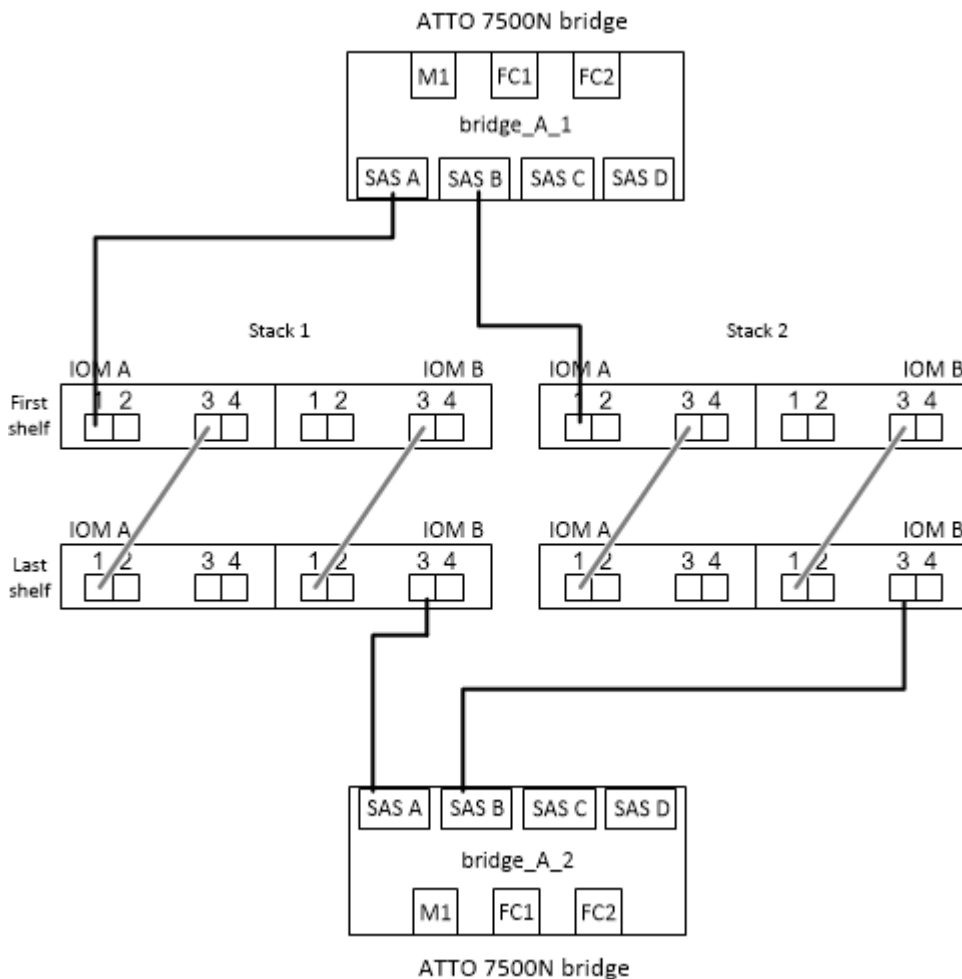 ATTO 7500N bridge
M1 FC1 FC2
bridge_A_1
SAS A SAS B SAS C SAS D
Stack 1 Stack 2
IOM A IOM B IOM A IOM B
First shelf 1 2 3 4 1 2 3 4 1 2 3 4 1 2 3 4
IOM A IOM B IOM A IOM B
Last shelf 1 2 3 4 1 2 3 4 1 2 3 4 1 2 3 4
SAS A SAS B SAS C SAS D
bridge_A_2
M1 FC1 FC2
ATTO 7500N bridge